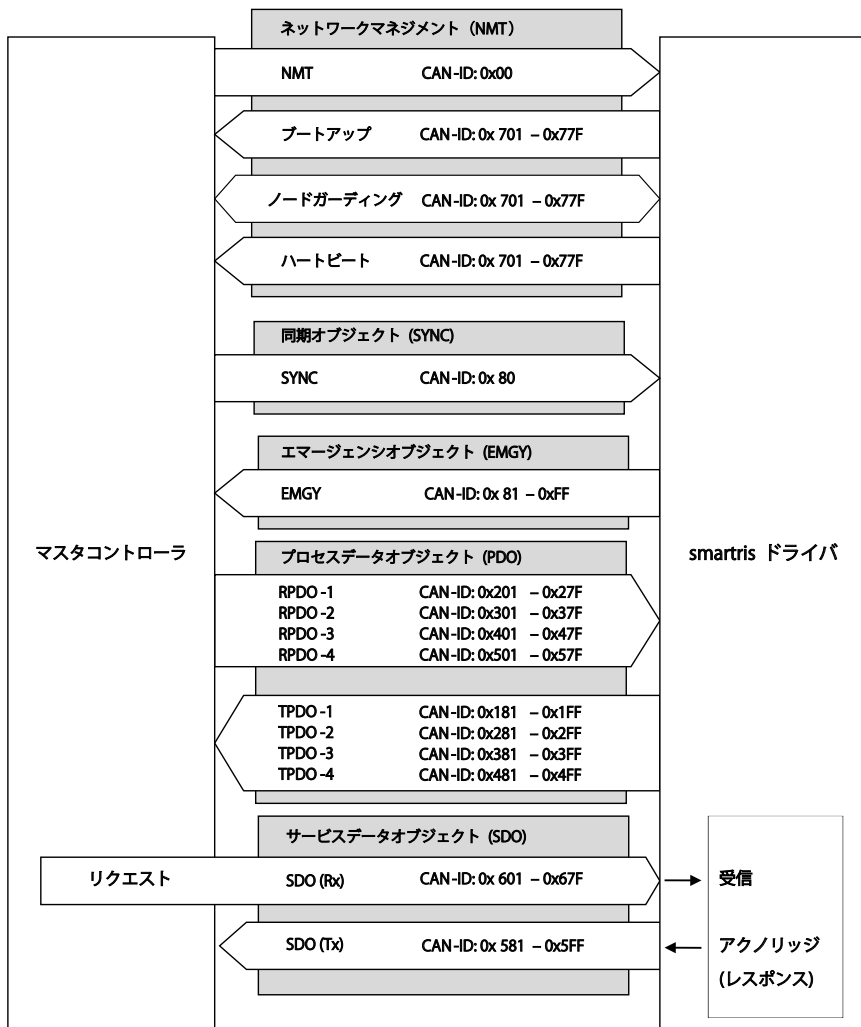 ネットワークマネジメント（NMT）
NMT CAN-ID: 0x00
ブートアップ CAN-ID: 0x 701 – 0x77F
ノードガーディング CAN-ID: 0x 701 – 0x77F
ハートビート CAN-ID: 0x 701 – 0x77F
同期オブジェクト (SYNC)
SYNC CAN-ID: 0x 80
エマージェンシオブジェクト (EMGY)
EMGY CAN-ID: 0x 81 – 0xFF
マスタコントローラ
smartris ドライバ
プロセスデータオブジェクト (PDO)
RPDO -1 CAN-ID: 0x201 – 0x27F
RPDO -2 CAN-ID: 0x301 – 0x37F
RPDO -3 CAN-ID: 0x401 – 0x47F
RPDO -4 CAN-ID: 0x501 – 0x57F
TPDO -1 CAN-ID: 0x181 – 0x1FF
TPDO -2 CAN-ID: 0x281 – 0x2FF
TPDO -3 CAN-ID: 0x381 – 0x3FF
TPDO -4 CAN-ID: 0x481 – 0x4FF
サービスデータオブジェクト (SDO)
リクエスト SDO (Rx) CAN-ID: 0x 601 – 0x67F 受信
SDO (Tx) CAN-ID: 0x 581 – 0x5FF アクノリッジ
(レスポンス)